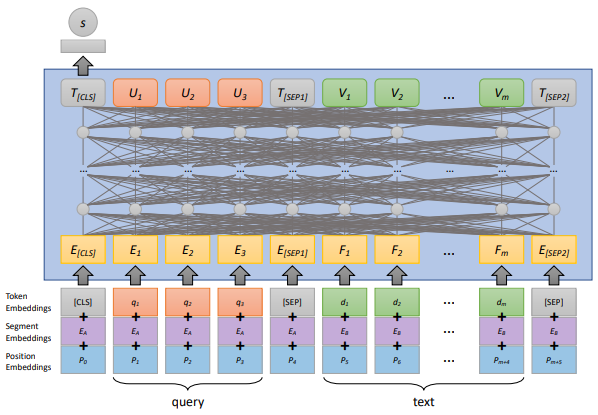 s
T[CLS] U1 U2 U3 T[SEP1] V1 V2 ... Vm T[SEP2]
... ... ... ... ... ... ... ... ...
E[CLS] E1 E2 E3 E[SEP1] F1 F2 ... Fm E[SEP2]
Token
Embeddings
[CLS] q1 q2 q3 [SEP] d1 d2 ... dm [SEP]
+ + + + + + + + +
Segment
Embeddings
EA EA EA EA EA EB EB ... EB EB
+ + + + + + + + +
Position
Embeddings
P0 P1 P2 P3 P4 P5 P6 ... Pm+4 Pm+5
query text